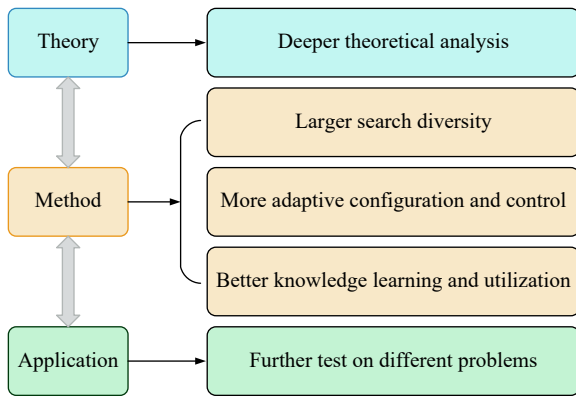 Theory
Deeper theoretical analysis
Larger search diversity
Method
More adaptive configuration and control
Better knowledge learning and utilization
Application
Further test on different problems